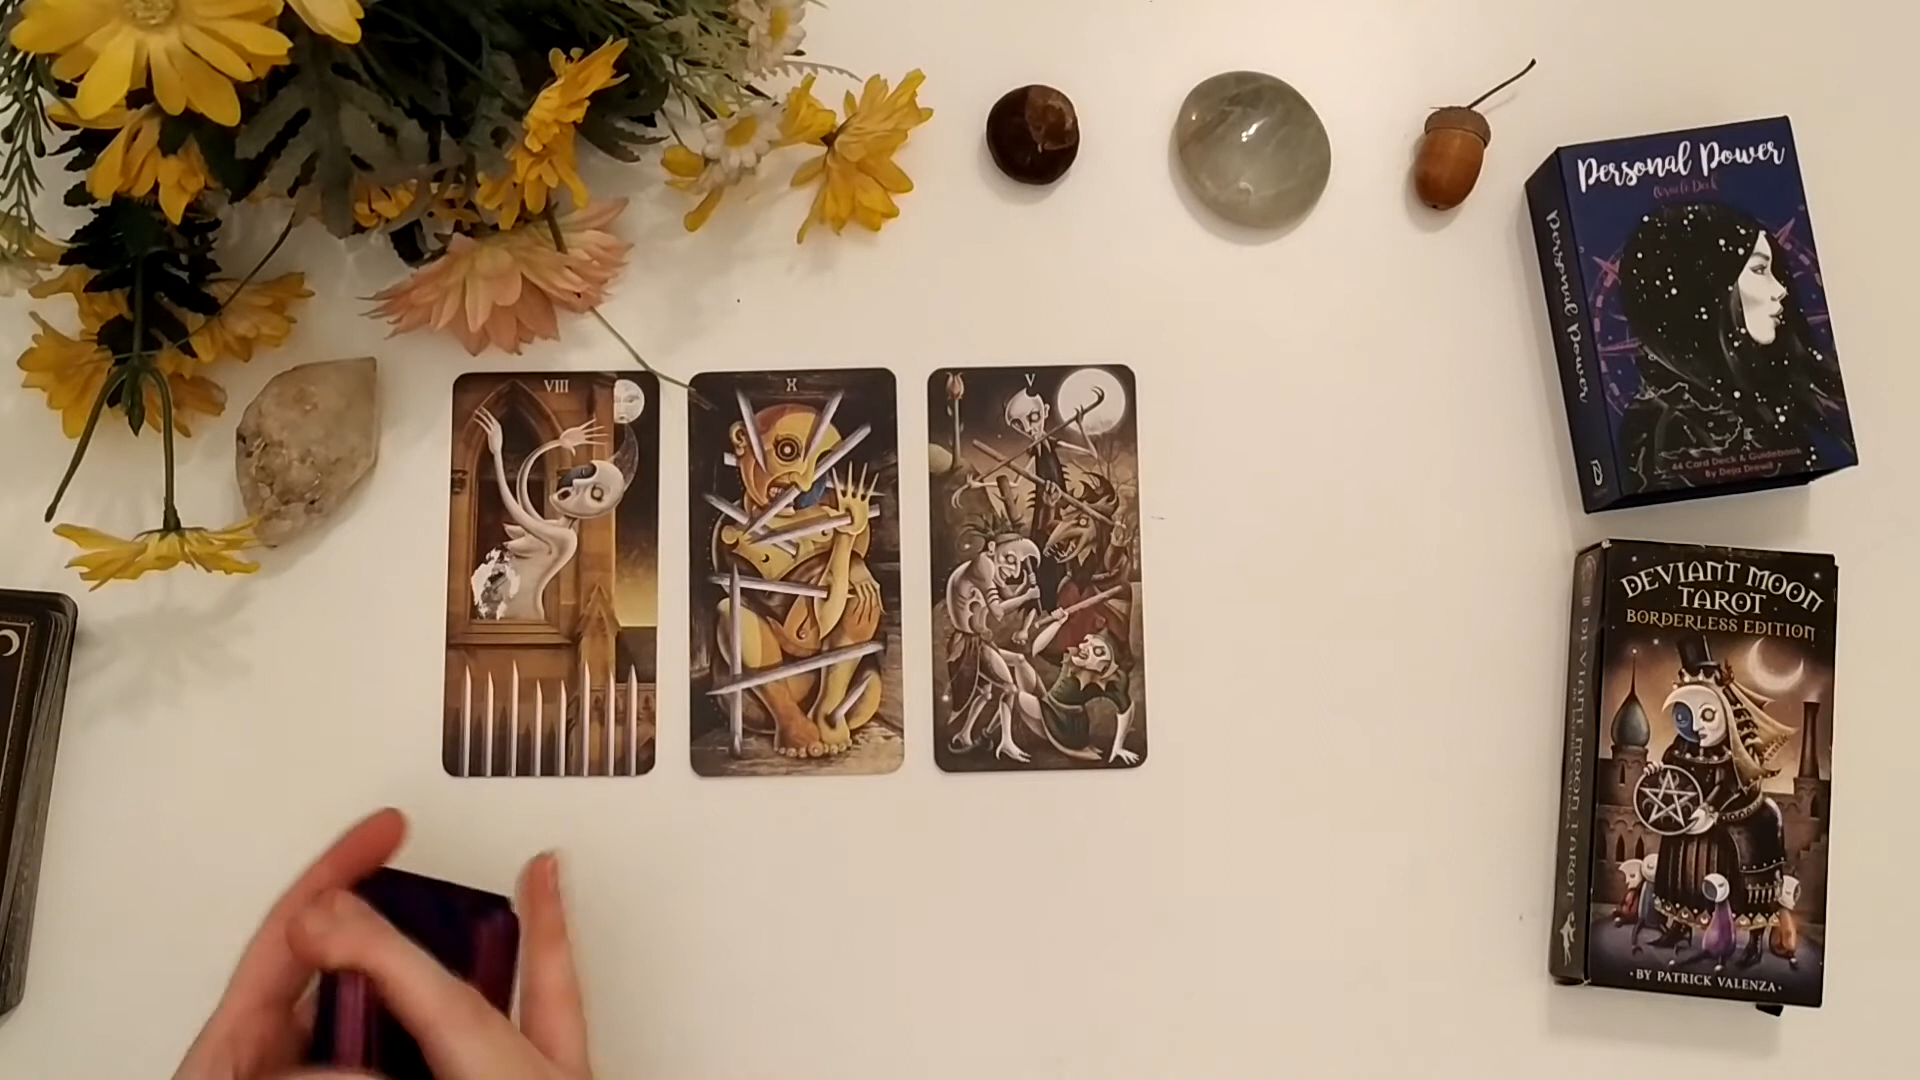 VIII
X
V
Personal Power
Oracle Deck
44 Card Deck & Guidebook
By Deja Drewit
Personal Power
DEVIANT MOON
TAROT
BORDERLESS EDITION
• BY PATRICK VALENZA •
DEVIANT MOON TAROT